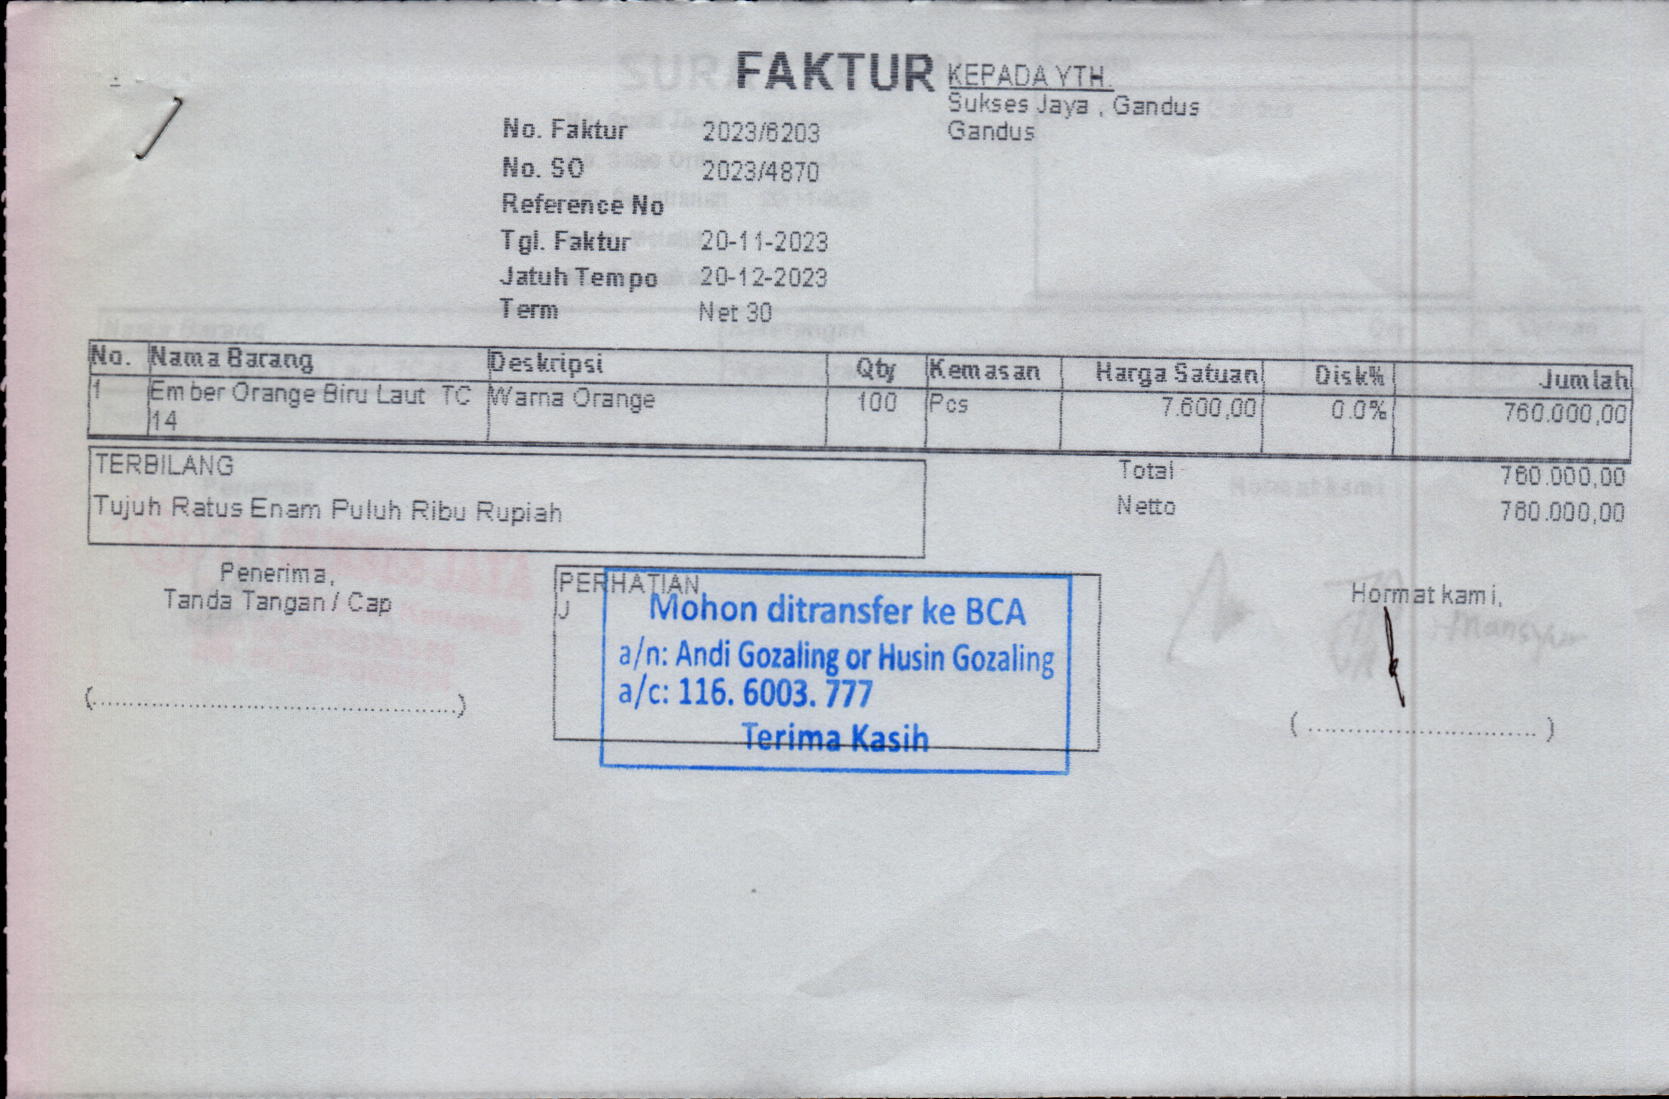 FAKTUR
KEPADA YTH.
Sukses Jaya , Gandus
Gandus
No. Faktur 2023/6203
No. SO 2023/4870
Reference No
Tgl. Faktur 20-11-2023
Jatuh Tempo 20-12-2023
Term Net 30
No. Nama Barang Deskripsi Qty Kemasan Harga Satuan Disk% Jumlah
1 Ember Orange Biru Laut TC Warna Orange 100 Pcs 7.600,00 0.0% 760.000,00
14
TERBILANG
Tujuh Ratus Enam Puluh Ribu Rupiah
Total 760.000,00
Netto 760.000,00
Penerima,
Tanda Tangan / Cap
(..........................................................)
PERHATIAN
J
Mohon ditransfer ke BCA
a/n: Andi Gozaling or Husin Gozaling
a/c: 116. 6003. 777
Terima Kasih
Hormat kami,
( ................................ )